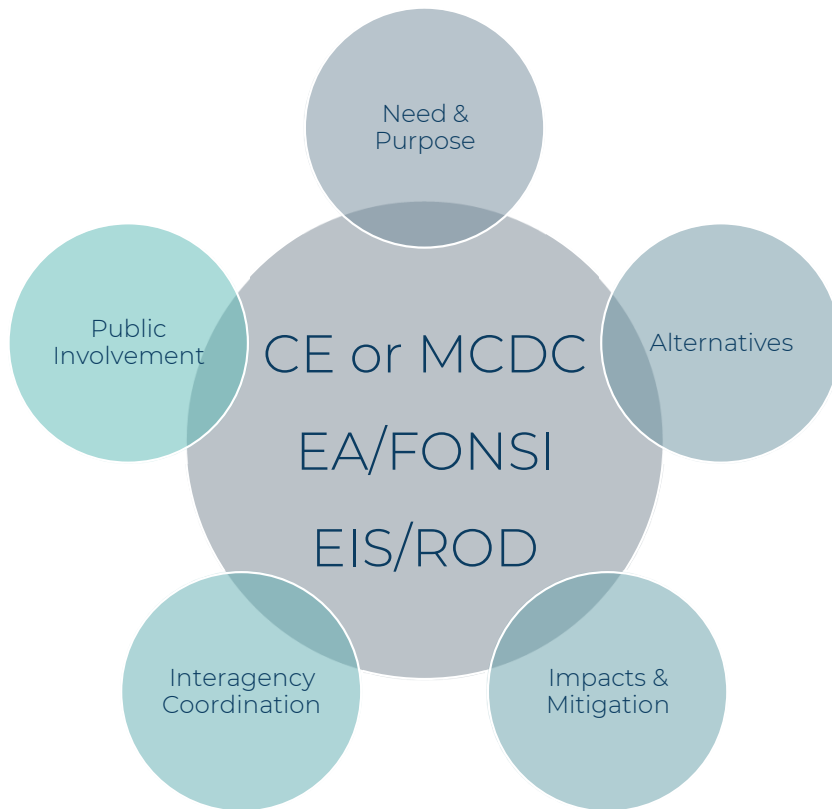 Need &
Purpose
Public
Involvement
CE or MCDC
EA/FONSI
EIS/ROD
Alternatives
Interagency
Coordination
Impacts &
Mitigation